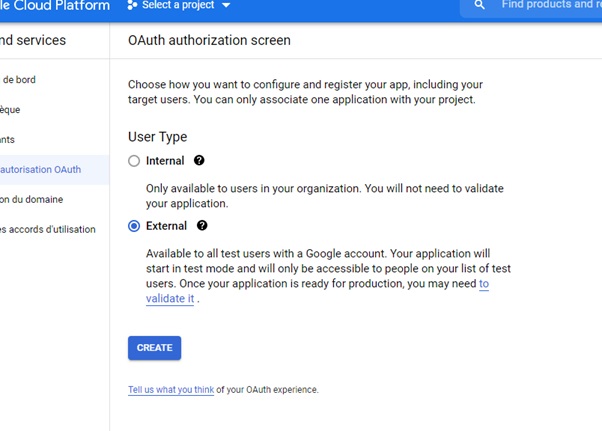 le Cloud Platform
Select a project
Find products and re
nd services
OAuth authorization screen
de bord
èque
ants
autorisation OAuth
on du domaine
es accords d'utilisation
Choose how you want to configure and register your app, including your
target users. You can only associate one application with your project.
User Type
Internal
Only available to users in your organization. You will not need to validate
your application.
External
Available to all test users with a Google account. Your application will
start in test mode and will only be accessible to people on your list of test
users. Once your application is ready for production, you may need to
validate it .
CREATE
Tell us what you think of your OAuth experience.